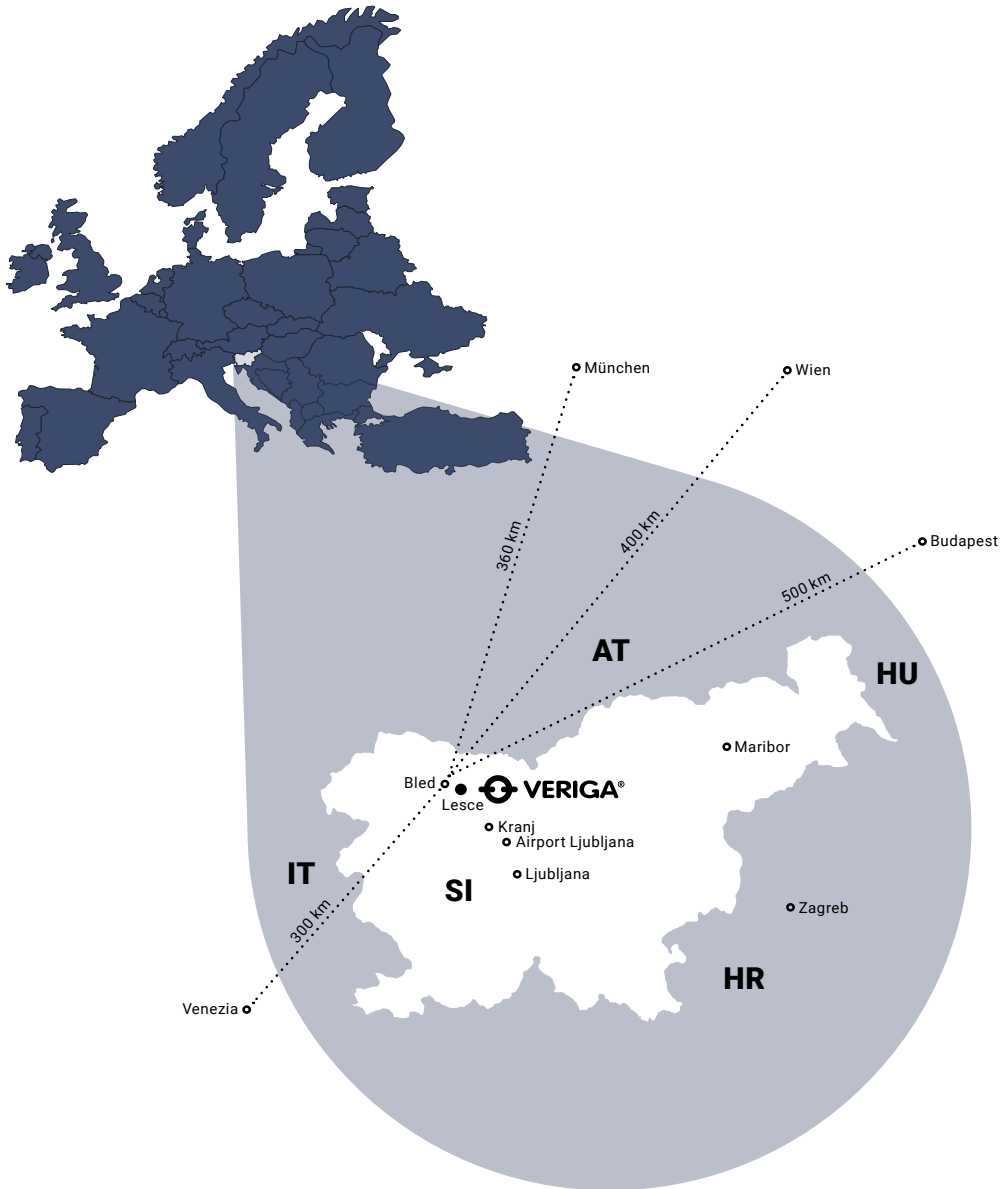 München
Wien
360 km
400 km
Budapest
500 km
AT
HU
Maribor
Bled
Lesce
VERIGA®
Kranj
Airport Ljubljana
IT
Ljubljana
SI
300 km
Zagreb
HR
Venezia